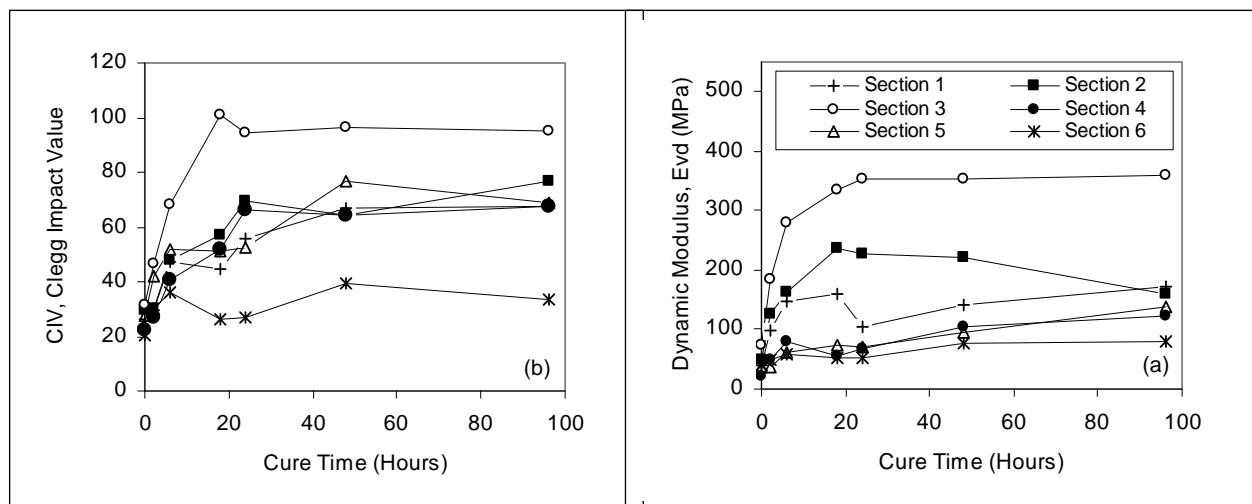 CIV, Clegg Impact Value
120
100
80
60
40
20
0
0 20 40 60 80 100
Cure Time (Hours)
(b)
Dynamic Modulus, Evd (MPa)
500
400
300
200
100
0
0 20 40 60 80 100
Cure Time (Hours)
Section 1 Section 2
Section 3 Section 4
Section 5 Section 6
(a)